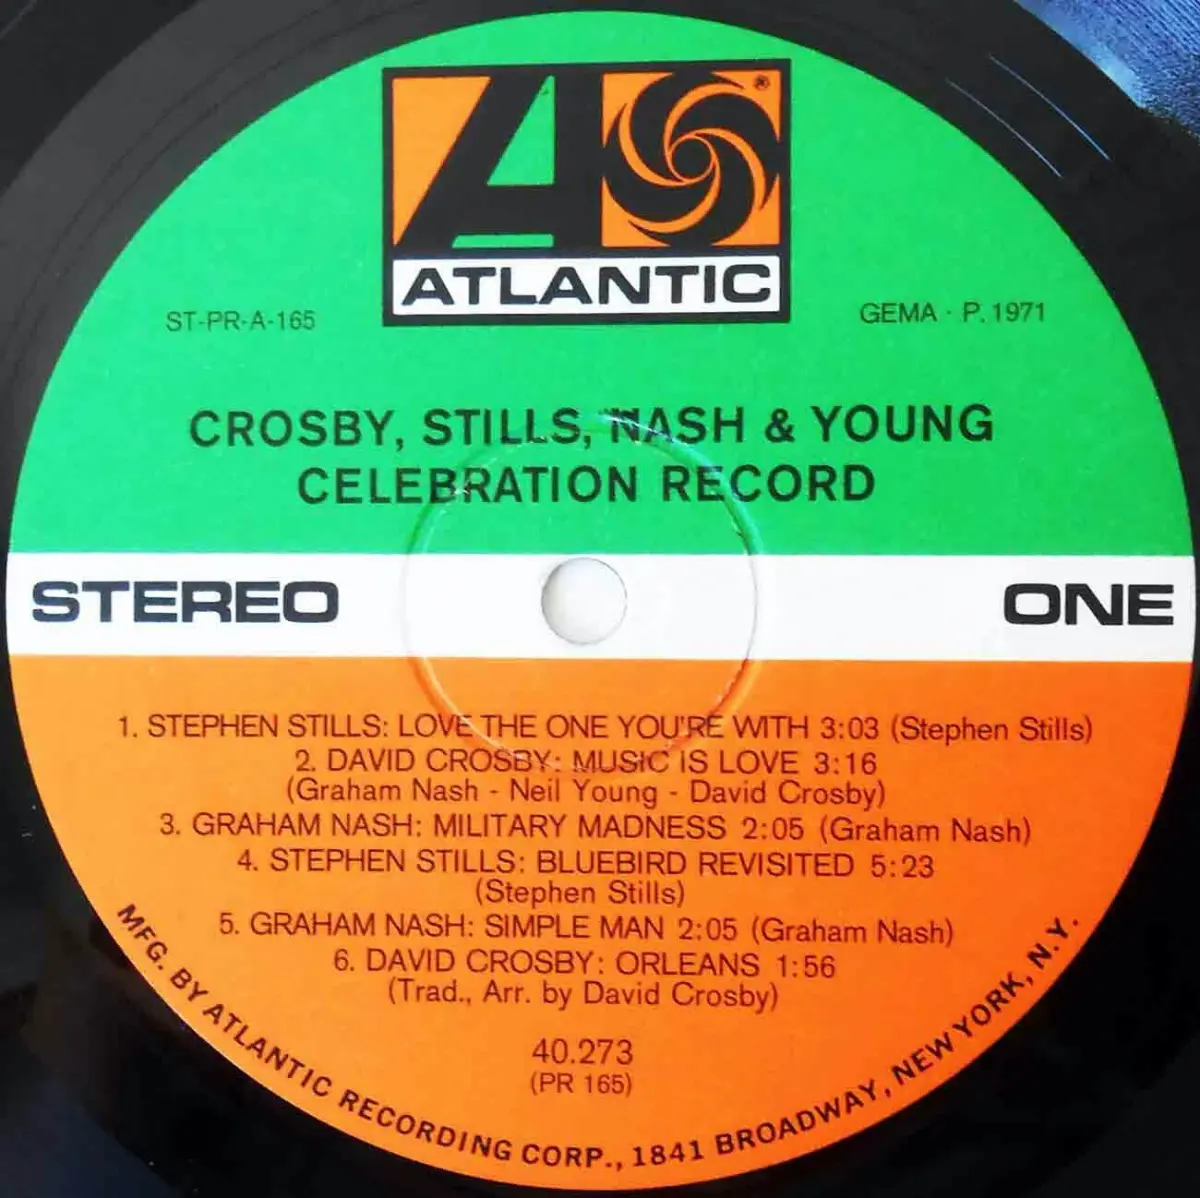 ®
ATLANTIC
ST-PR-A-165
GEMA · P. 1971
CROSBY, STILLS, NASH & YOUNG
CELEBRATION RECORD
STEREO
ONE
1. STEPHEN STILLS: LOVE THE ONE YOU'RE WITH 3:03 (Stephen Stills)
2. DAVID CROSBY: MUSIC IS LOVE 3:16
(Graham Nash - Neil Young - David Crosby)
3. GRAHAM NASH: MILITARY MADNESS 2:05 (Graham Nash)
4. STEPHEN STILLS: BLUEBIRD REVISITED 5:23
(Stephen Stills)
5. GRAHAM NASH: SIMPLE MAN 2:05 (Graham Nash)
6. DAVID CROSBY: ORLEANS 1:56
(Trad., Arr. by David Crosby)
40.273
(PR 165)
MFG. BY ATLANTIC RECORDING CORP., 1841 BROADWAY, NEW YORK, N.Y.